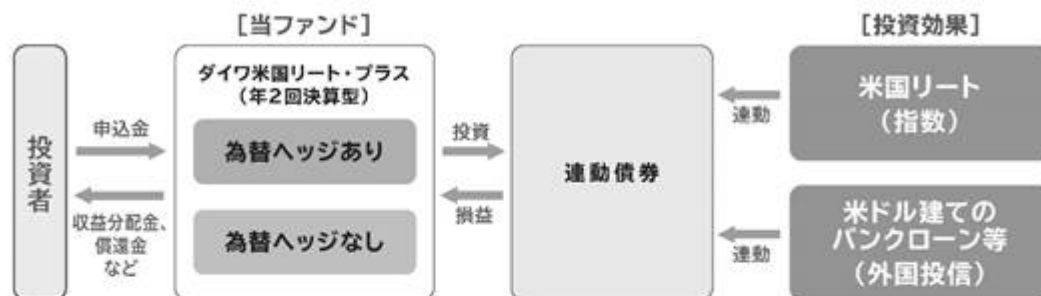 [当ファンド]
[投資効果]
投資者
申込金
収益分配金、
償還金
など
ダイワ米国リート・プラス
(年2回決算型)
為替ヘッジあり
為替ヘッジなし
投資
損益
連動債券
連動
連動
米国リート
(指数)
米ドル建ての
バンクローン等
(外国投信)